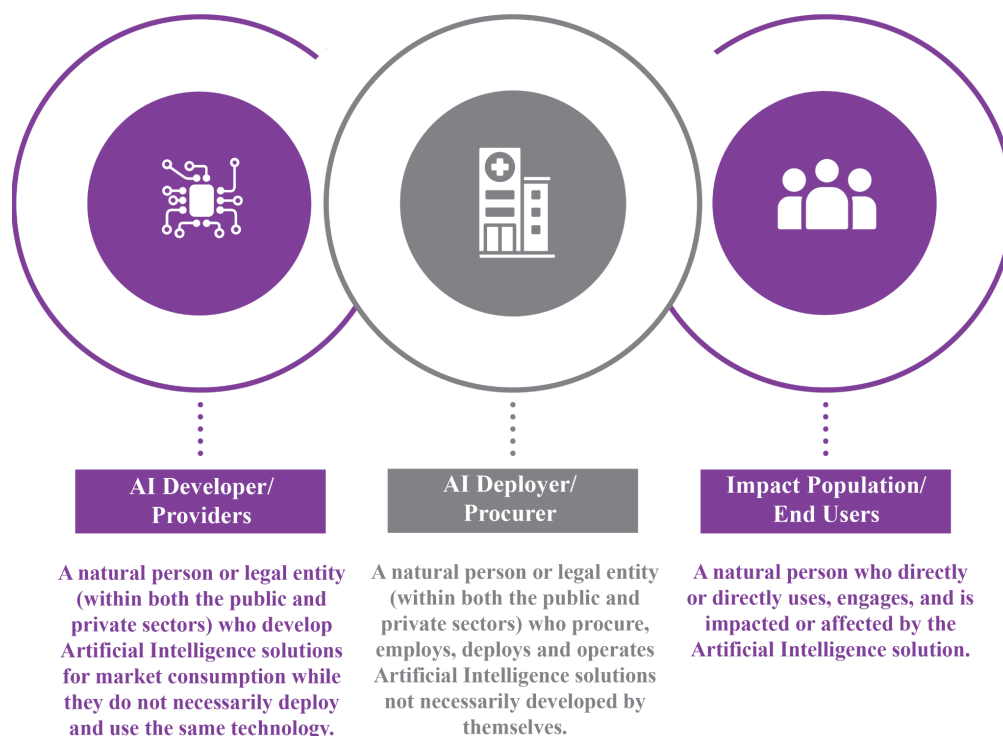 AI Developer/
Providers
A natural person or legal entity
(within both the public and
private sectors) who develop
Artificial Intelligence solutions
for market consumption while
they do not necessarily deploy
and use the same technology.
AI Deployer/
Procurer
A natural person or legal entity
(within both the public and
private sectors) who procure,
employs, deploys and operates
Artificial Intelligence solutions
not necessarily developed by
themselves.
Impact Population/
End Users
A natural person who directly
or directly uses, engages, and is
impacted or affected by the
Artificial Intelligence solution.